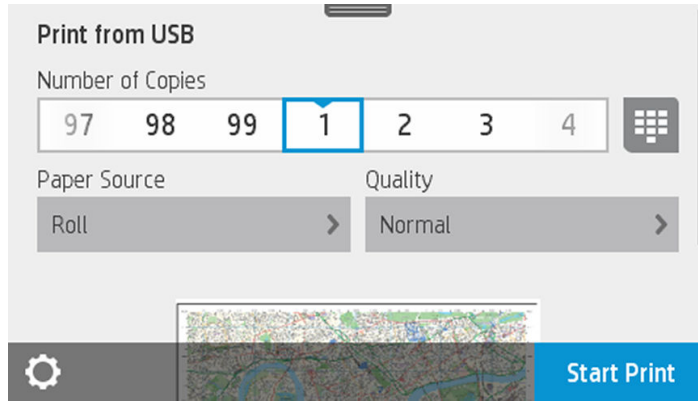 Print from USB
Number of Copies
97 98 99 1 2 3 4
Paper Source Quality
Roll Normal
Start Print